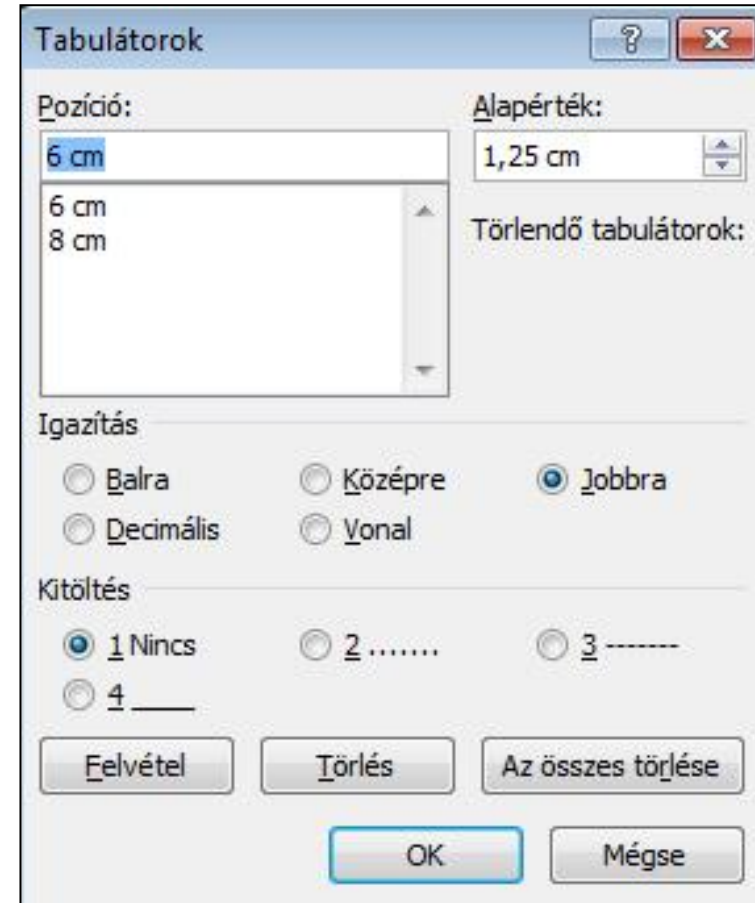 Tabulátorok
Pozíció:
Alapérték:
6 cm
1,25 cm
6 cm
8 cm
Törlendő tabulátorok:
Igazítás
Balra
Középre
Jobbra
Decimális
Vonal
Kitöltés
1 Nincs
2 .......
3 -------
4 ____
Felvétel
Törlés
Az összes törlése
OK
Mégse